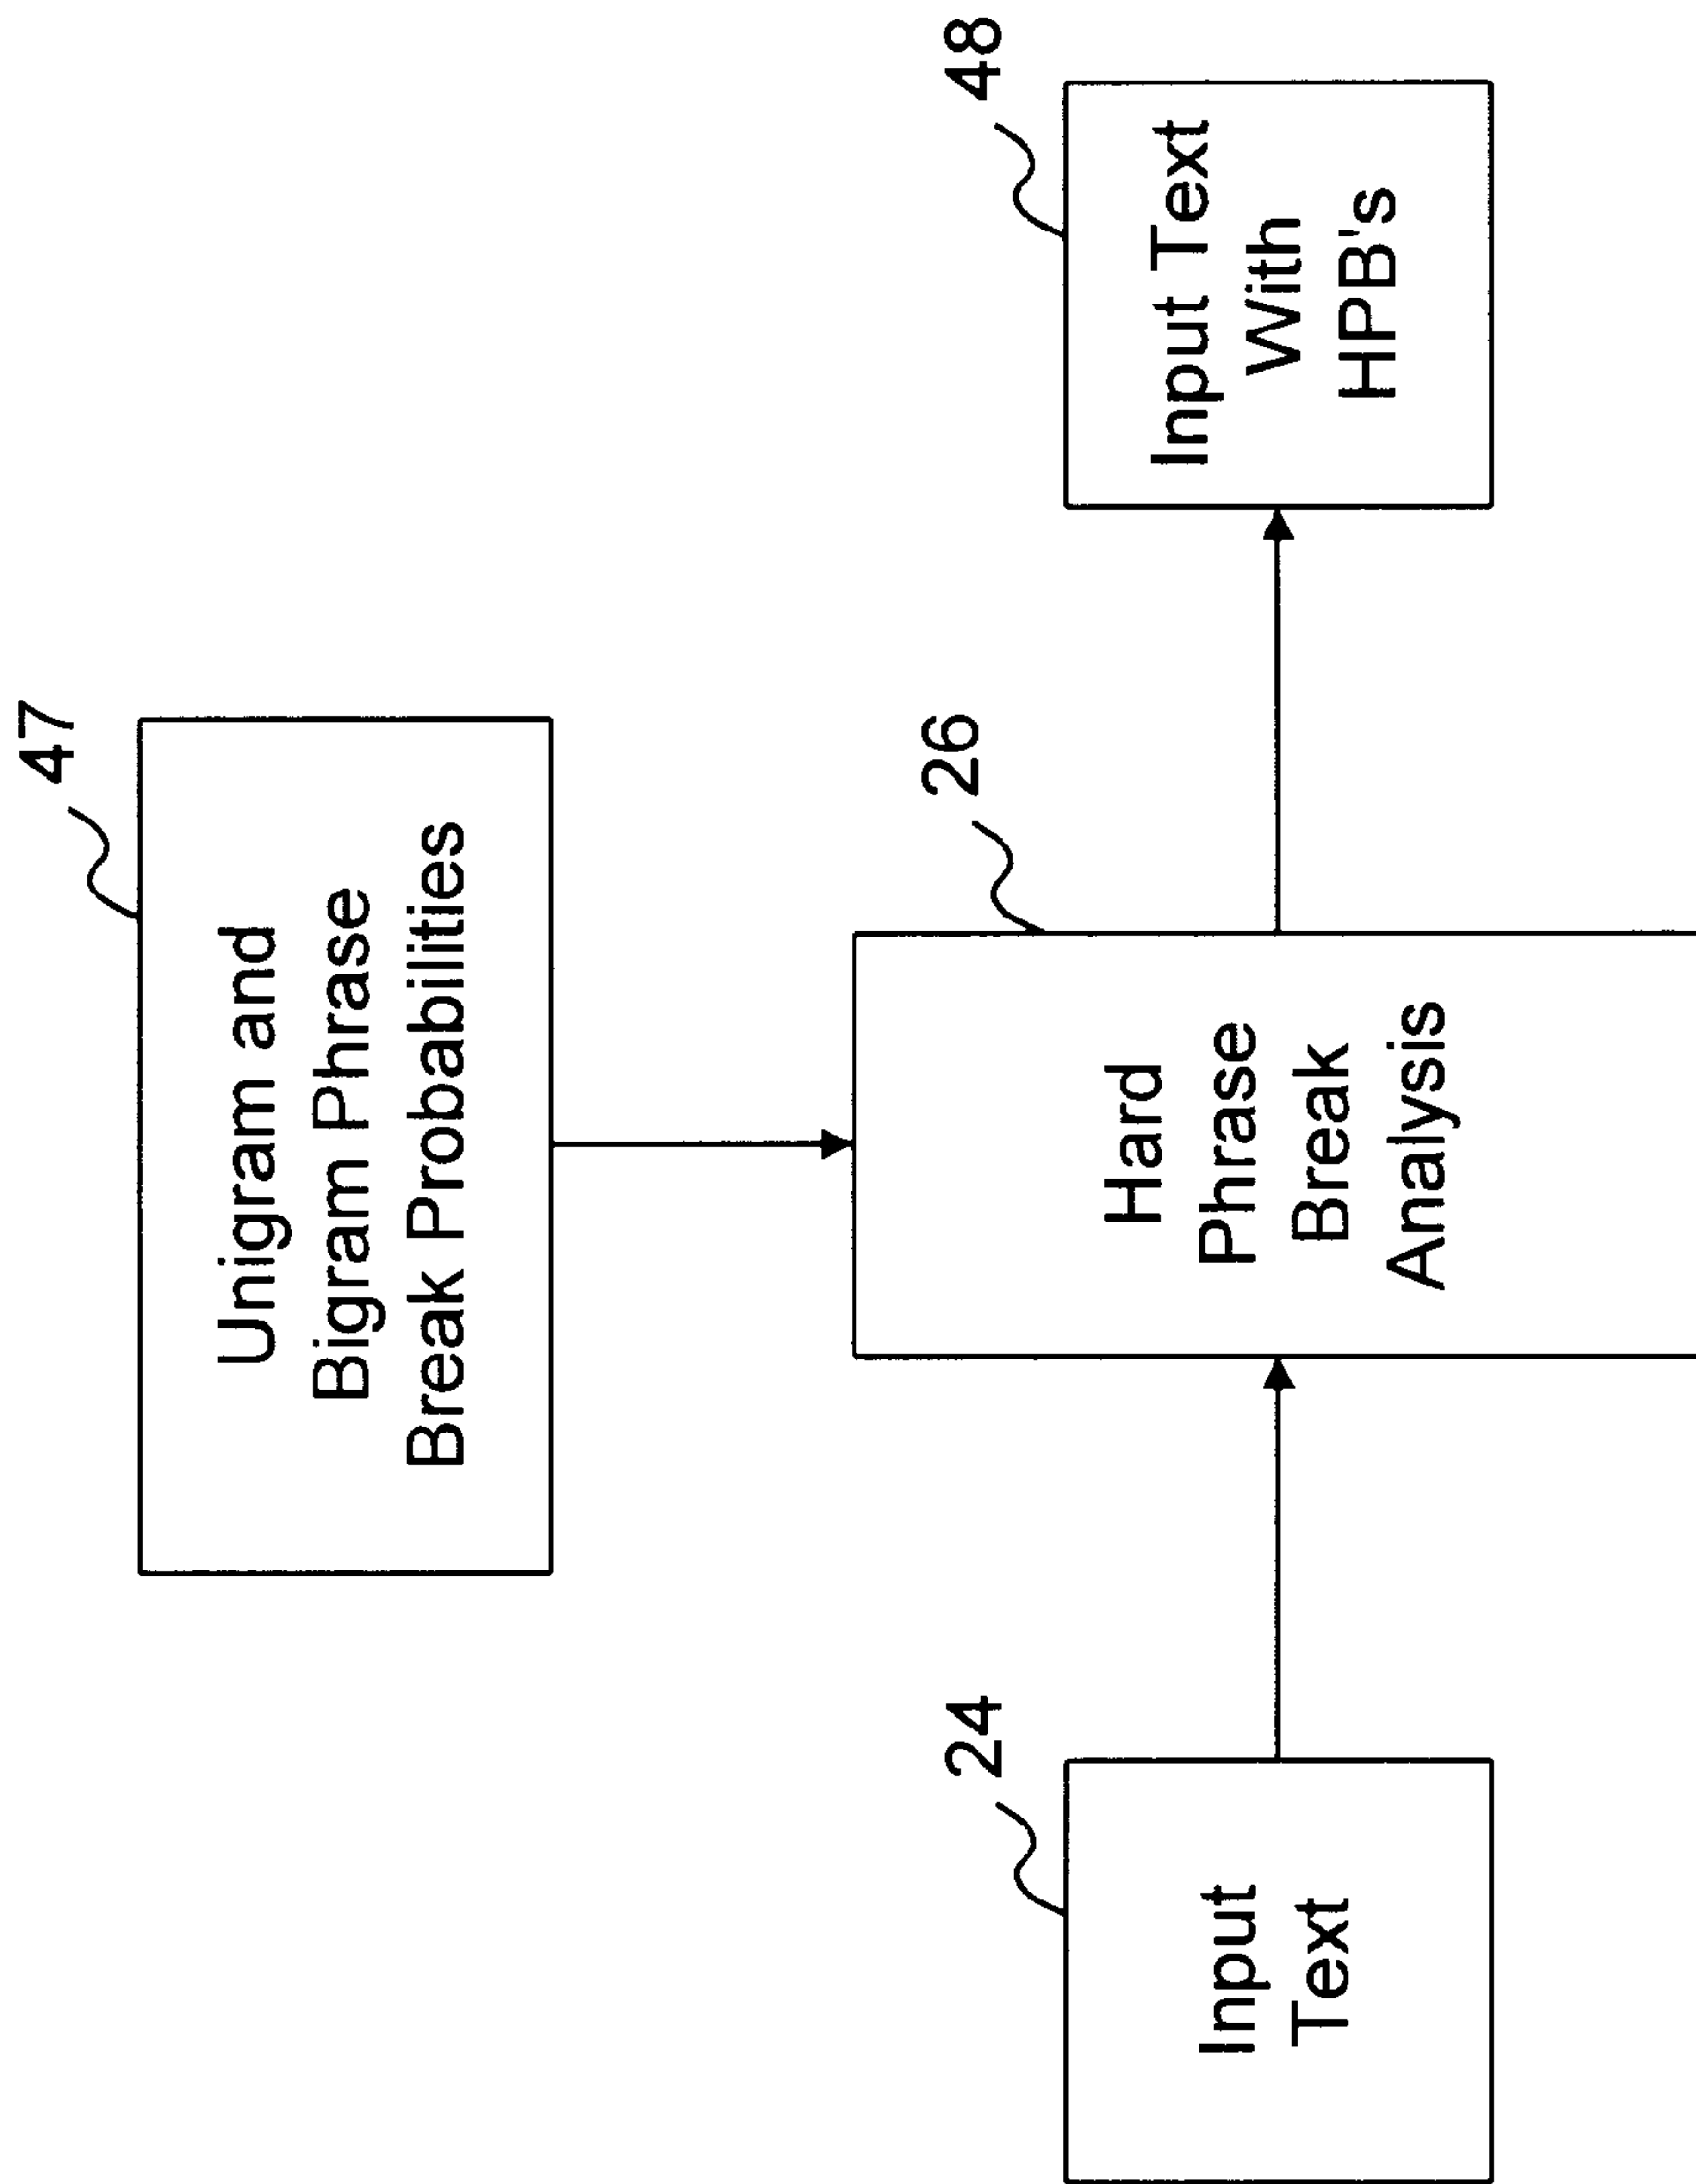 47
Unigram and
Bigram Phrase
Break Probabilities
24
Input
Text
26
Hard
Phrase
Break
Analysis
48
Input Text
With
HPB's